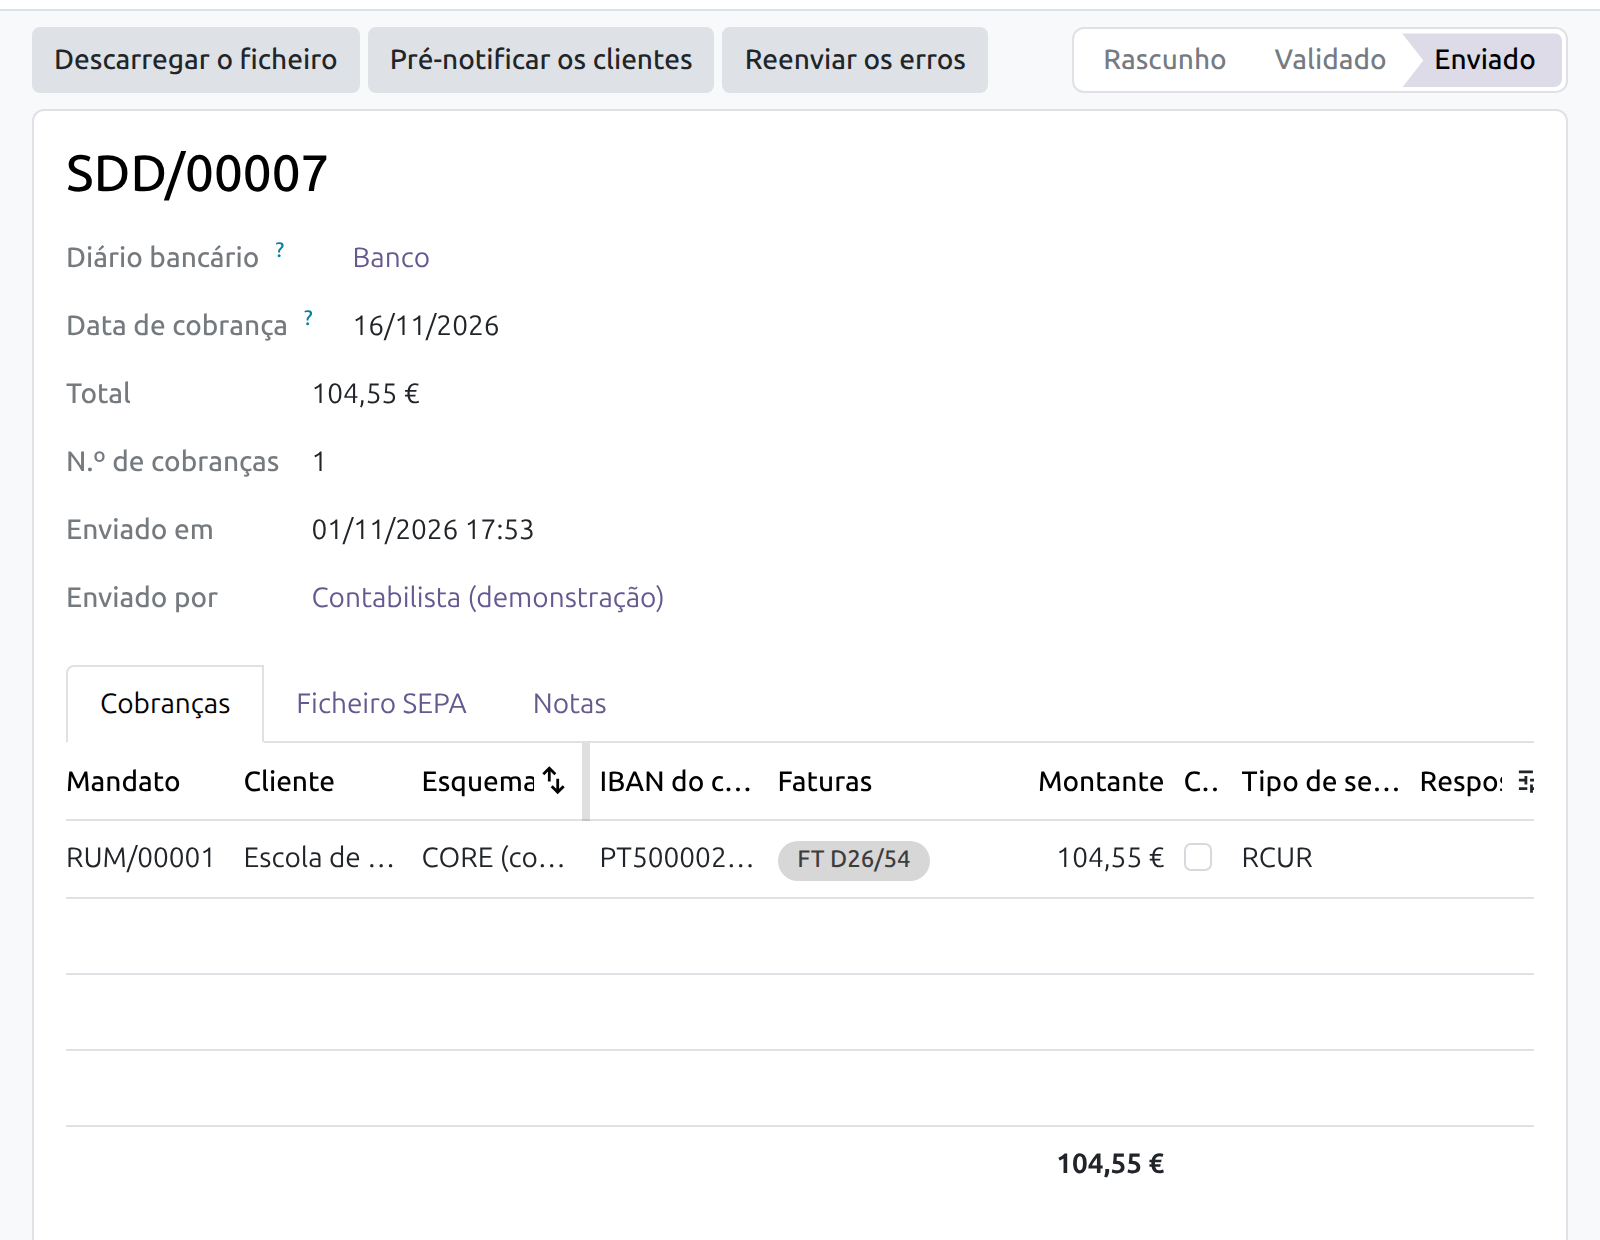 Descarregar o ficheiro Pré-notificar os clientes Reenviar os erros Rascunho Validado Enviado
SDD/00007
Diário bancário ? Banco
Data de cobrança ? 16/11/2026
Total 104,55 €
N.º de cobranças 1
Enviado em 01/11/2026 17:53
Enviado por Contabilista (demonstração)
Cobranças Ficheiro SEPA Notas
Mandato Cliente Esquema IBAN do c... Faturas Montante C.. Tipo de se... Respo
RUM/00001 Escola de ... CORE (co... PT500002... FT D26/54 104,55 € RCUR
104,55 €